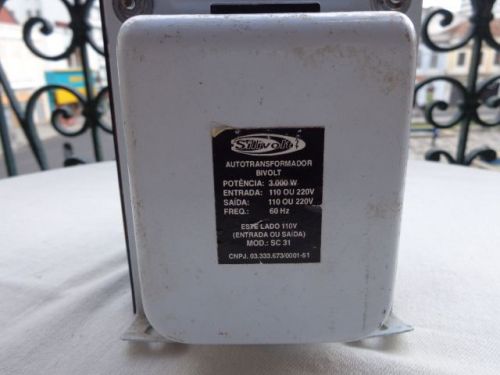 Silivolt
AUTOTRANSFORMADOR
BIVOLT
POTÊNCIA: 3.000 W
ENTRADA: 110 OU 220V
SAÍDA: 110 OU 220V
FREQ.: 60 Hz
ESTE LADO 110V
(ENTRADA OU SAÍDA)
MOD.: SC 31
CNPJ. 03.333.673/0001-61